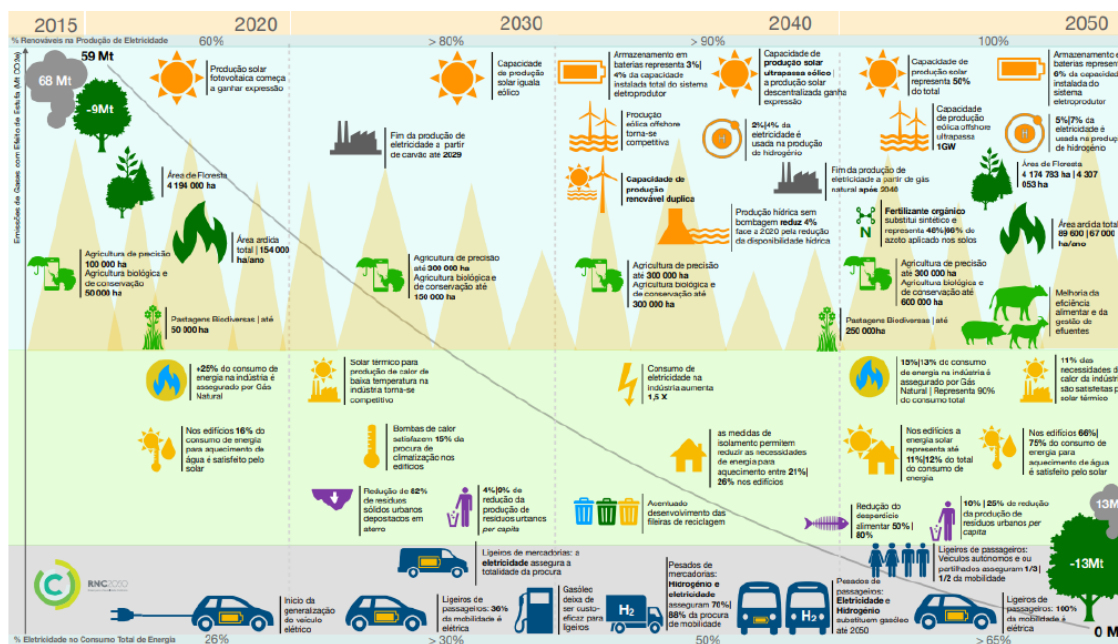 2015
2020
2030
2040
2050
% Renováveis na Produção de Eletricidade
60%
> 80%
> 90%
100%
Emissões de Gases com Efeito de Estufa (Mt CO2e)
68 Mt
59 Mt
-9Mt
Produção solar
fotovoltaica começa
a ganhar expressão
Capacidade
de produção
solar iguala
eólico
Armazenamento em
baterias representa 3%|
4% da capacidade
instalada total do sistema
eletroprodutor
Capacidade de
produção solar
ultrapassa eólico |
a produção solar
descentralizada ganha
expressão
Capacidade
de produção
solar
representa 50%
do total
Armazenamento e
baterias represent
6% da capacidad
instalada do
sistema
eletroprodutor
Fim da produção de
eletricidade a partir
de carvão até 2029
Produção
eólica offshore
torna-se
competitiva
H
2%|4% da
eletricidade é
usada na produção
de hidrogénio
Capacidade
de produção
eólica offshore
ultrapassa
1GW
H
5%|7% da
eletricidade é
usada na produç
de hidrogénio
Área de Floresta
4 194 000 ha
Capacidade de
produção
renovável duplica
Fim da produção de
eletricidade a partir de gás
natural após 2040
Área de Floresta
4 174 783 ha | 4 307
053 ha
Área ardida
total | 154 000
ha/ano
Produção hídrica sem
bombagem reduz 4%
face a 2020 pela redução
da disponibilidade hídrica
N
Fertilizante orgânico
substitui sintético e
representa
azoto aplicado nos solos
Área ardida total
89 600 | 67 000
ha/ano
Agricultura de precisão
100 000 ha
Agricultura biológica e
de conservação
50 000 ha
Agricultura de precisão
até 300 000 ha
Agricultura biológica e
de conservação até
150 000 ha
Agricultura de precisão
até 300 000 ha
Agricultura biológica e
de conservação até
300 000 ha
Agricultura de precisão
até 300 000 ha
Agricultura biológica e
de conservação até
600 000 ha
Melhoria da
eficiência
alimentar e da
gestão de
efluentes
Pastagens Biodiversas | até
50 000 ha
Pastagens Biodiversas | até
250 000ha
+25% do consumo de
energia na indústria é
assegurado por Gás
Natural
Solar térmico para
produção de calor de
baixa temperatura na
indústria torna-se
competitivo
Consumo de
eletricidade na
indústria aumenta
1,5 X
15%|13% do consumo
de energia na indústria é
assegurado por Gás
Natural | Representa 90%
do consumo total
11% das
necessidades de
calor da indústr
são satisfeitas p
solar térmico
Nos edifícios 16% do
consumo de energia
para aquecimento de
água é satisfeito pelo
solar
Bombas de calor
satisfazem 15% da
procura de
climatização nos
edifícios
as medidas de
isolamento permitem
reduzir as necessidades
de energia para
aquecimento entre 21%|
26% nos edifícios
Nos edifícios
a energia solar
representa até
11%|12% do total
do consumo de
energia
Nos edifícios 66%|
75% do consumo de
energia para
aquecimento de água
é satisfeito pelo solar
Redução de
de resíduos
sólidos urbanos
depositados em
aterro
de
redução da
produção de
resíduos urbanos
per capita
Acentuado
desenvolvimento das
fileiras de reciclagem
Redução do
desperdício
alimentar 50% |
80%
10% | 25% de redução
da produção de
resíduos urbanos per
capita
13M
-13Mt
0 M
RNC2050
Ligeiros de mercadorias: a
eletricidade assegura a
totalidade da procura
Ligeiros de passageiros:
Veículos autónomos e ou
partilhados asseguram 1/3 |
1/2 da mobilidade
Início da
generalização
do veículo
elétrico
Ligeiros de
passageiros: 36%
da mobilidade é
elétrica
Gasóleo
deixa de ser custo-
eficaz para
ligeiros
H2
Pesados de
mercadorias:
Hidrogénio e
eletricidade
asseguram
da
procura de
mobilidade
H2
Pesados de
passageiros:
Eletricidade e
Hidrogénio
substituem gasóleo
até 2050
Ligeiros de
passageiros: 100%
da mobilidade é
elétrica
% Eletricidade no Consumo Total de Energia
26%
> 30%
50%
> 65%